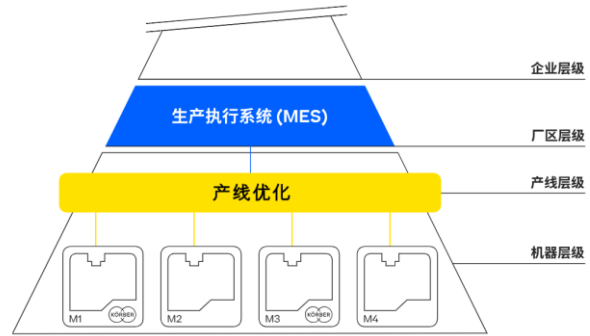 企业层级
生产执行系统 (MES)
厂区层级
产线层级
产线优化
机器层级
M1 KÖRBER
M2
M3 KÖRBER
M4